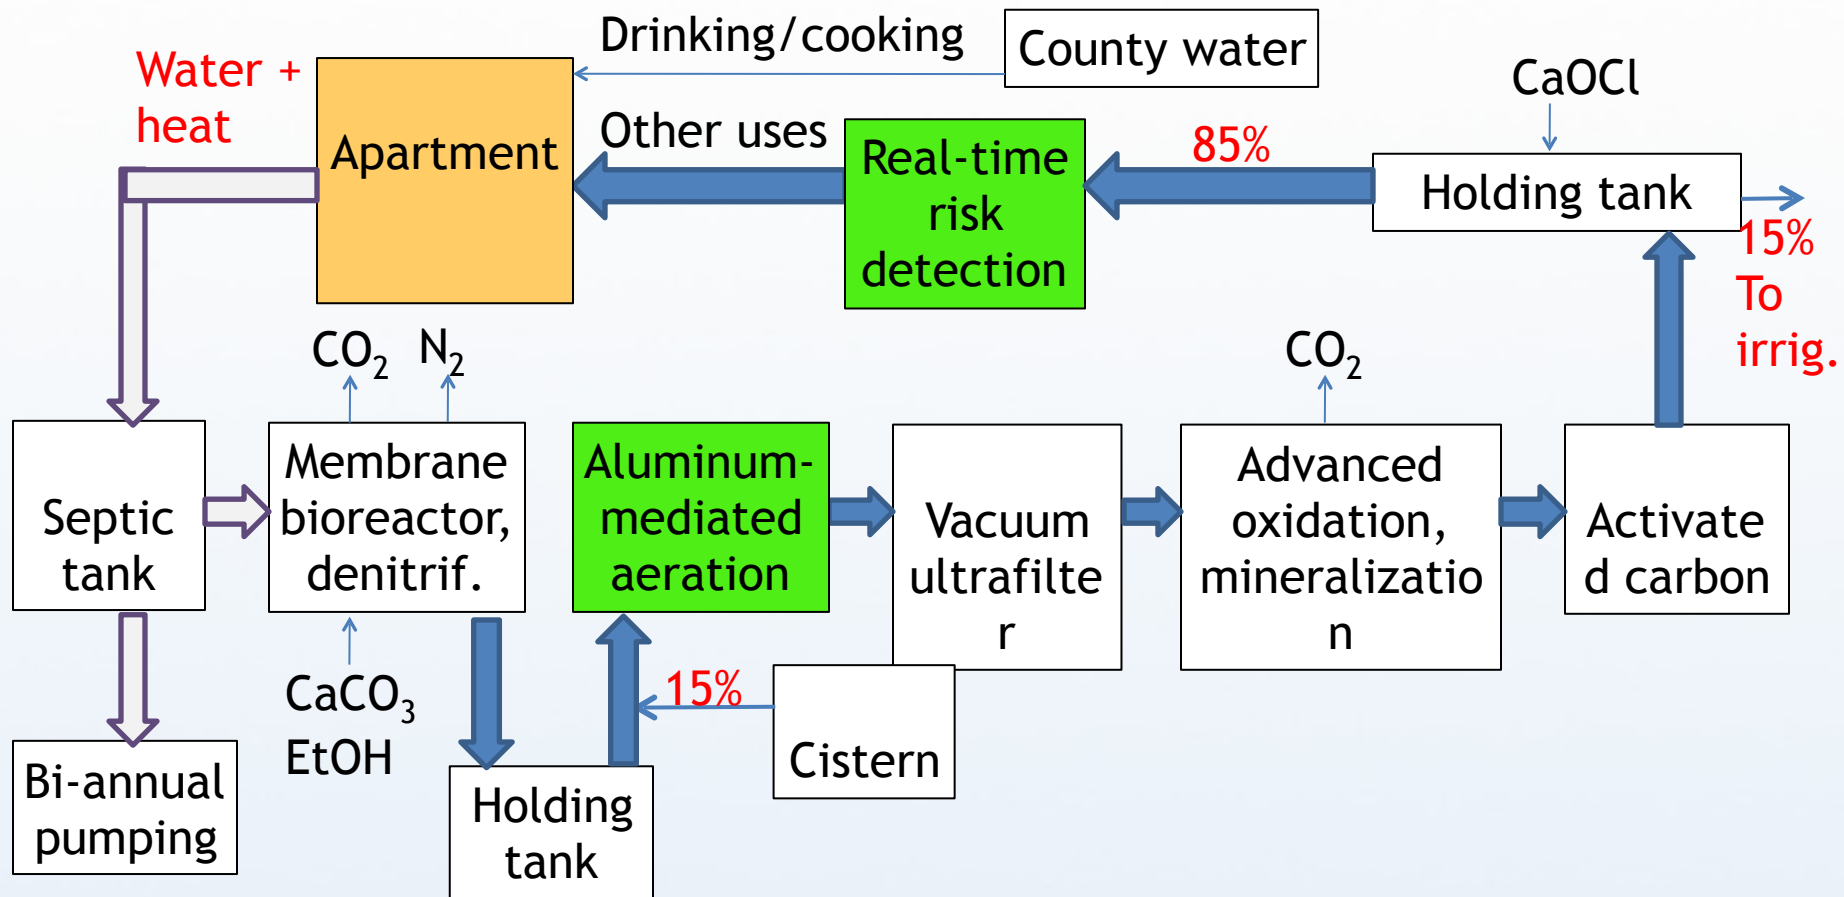 Drinking/cooking
County water
Water +
heat
Apartment
Other uses
Real-time
risk
detection
85%
CaOCl
Holding tank
15%
To
irrig.
CO₂
N₂
CO₂
Septic
tank
Membrane
bioreactor,
denitrif.
Aluminum-
mediated
aeration
Vacuum
ultrafilte
r
Advanced
oxidation,
mineralizatio
n
Activate
d carbon
CaCO₃
EtOH
15%
Cistern
Bi-annual
pumping
Holding
tank